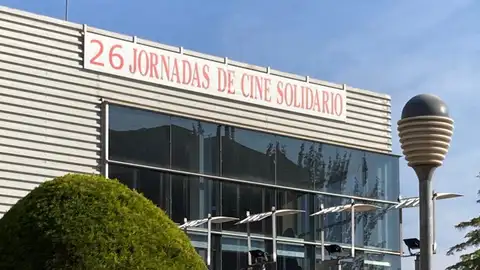 26 JORNADAS DE CINE SOLIDARIO